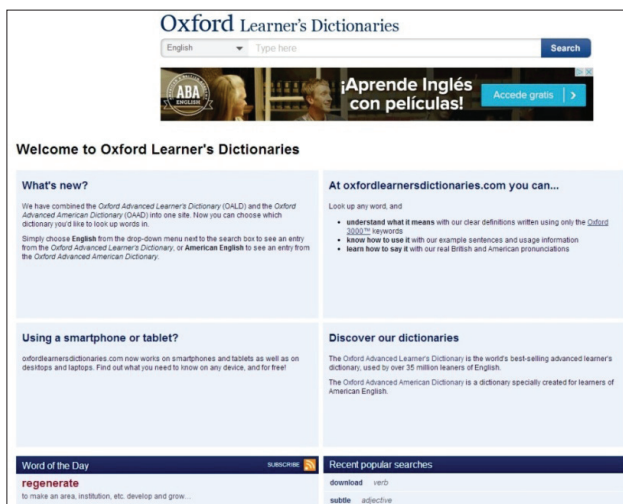 Oxford Learner's Dictionaries
English
Type here
Search
ABA
ENGLISH
¡Aprende Inglés
con películas!
Accede gratis
Welcome to Oxford Learner's Dictionaries
What's new?
We have combined the Oxford Advanced Learner's Dictionary (OALD) and the Oxford
Advanced American Dictionary (OAAD) into one site. Now you can choose which
dictionary you'd like to look up words in.
Simply choose English from the drop-down menu next to the search box to see an entry
from the Oxford Advanced Learner's Dictionary, or American English to see an entry from
the Oxford Advanced American Dictionary.
At oxfordlearnersdictionaries.com you can...
Look up any word, and
• understand what it means with our clear definitions written using only the Oxford
3000™ keywords
• know how to use it with our example sentences and usage information
• learn how to say it with our real British and American pronunciations
Using a smartphone or tablet?
oxfordlearnersdictionaries.com now works on smartphones and tablets as well as on
desktops and laptops. Find out what you need to know on any device, and for free!
Discover our dictionaries
The Oxford Advanced Learner's Dictionary is the world's best-selling advanced learner's
dictionary, used by over 35 million leaners of English.
The Oxford Advanced American Dictionary is a dictionary specially created for learners of
American English.
Word of the Day
SUBSCRIBE
regenerate
to make an area, institution, etc. develop and grow...
Recent popular searches
download verb
subtle adjective